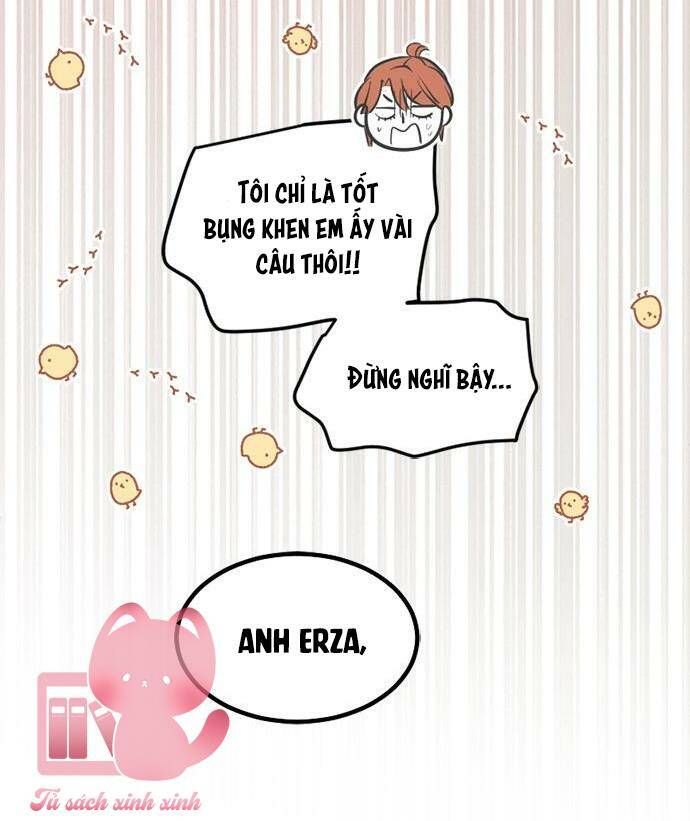 TÔI CHỈ LÀ TỐT
BỤNG KHEN EM ẤY VÀI
CÂU THÔI!!
ĐỪNG NGHĨ BẬY...
ANH ERZA,
Tủ sách xinh xinh